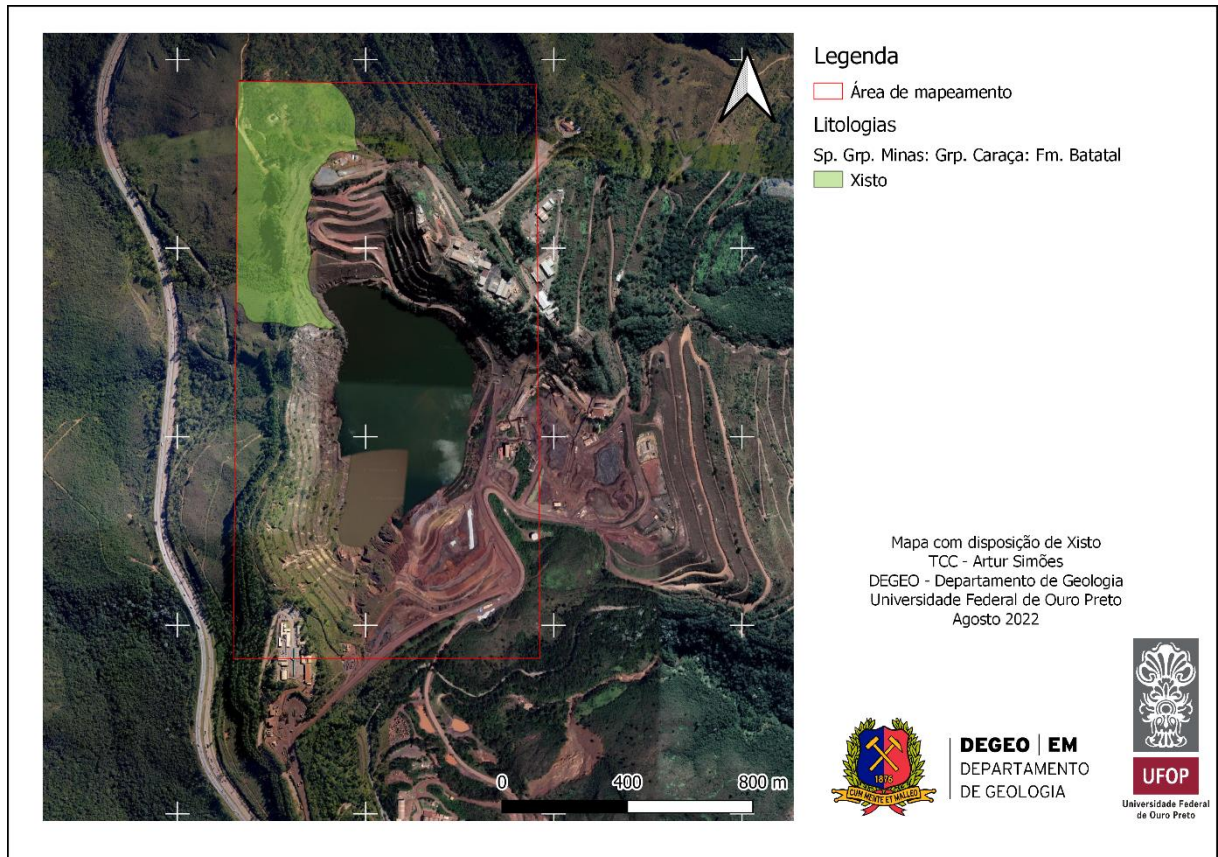 Legenda
Área de mapeamento
Litologias
Sp. Grp. Minas: Grp. Caraça: Fm. Batatal
Xisto
Mapa com disposição de Xisto
TCC - Artur Simões
DEGEO - Departamento de Geologia
Universidade Federal de Ouro Preto
Agosto 2022
0 400 800 m
1876
CUM MENTE ET MALLEO
DEGEO | EM
DEPARTAMENTO
DE GEOLOGIA
UFOP
Universidade Federal
de Ouro Preto